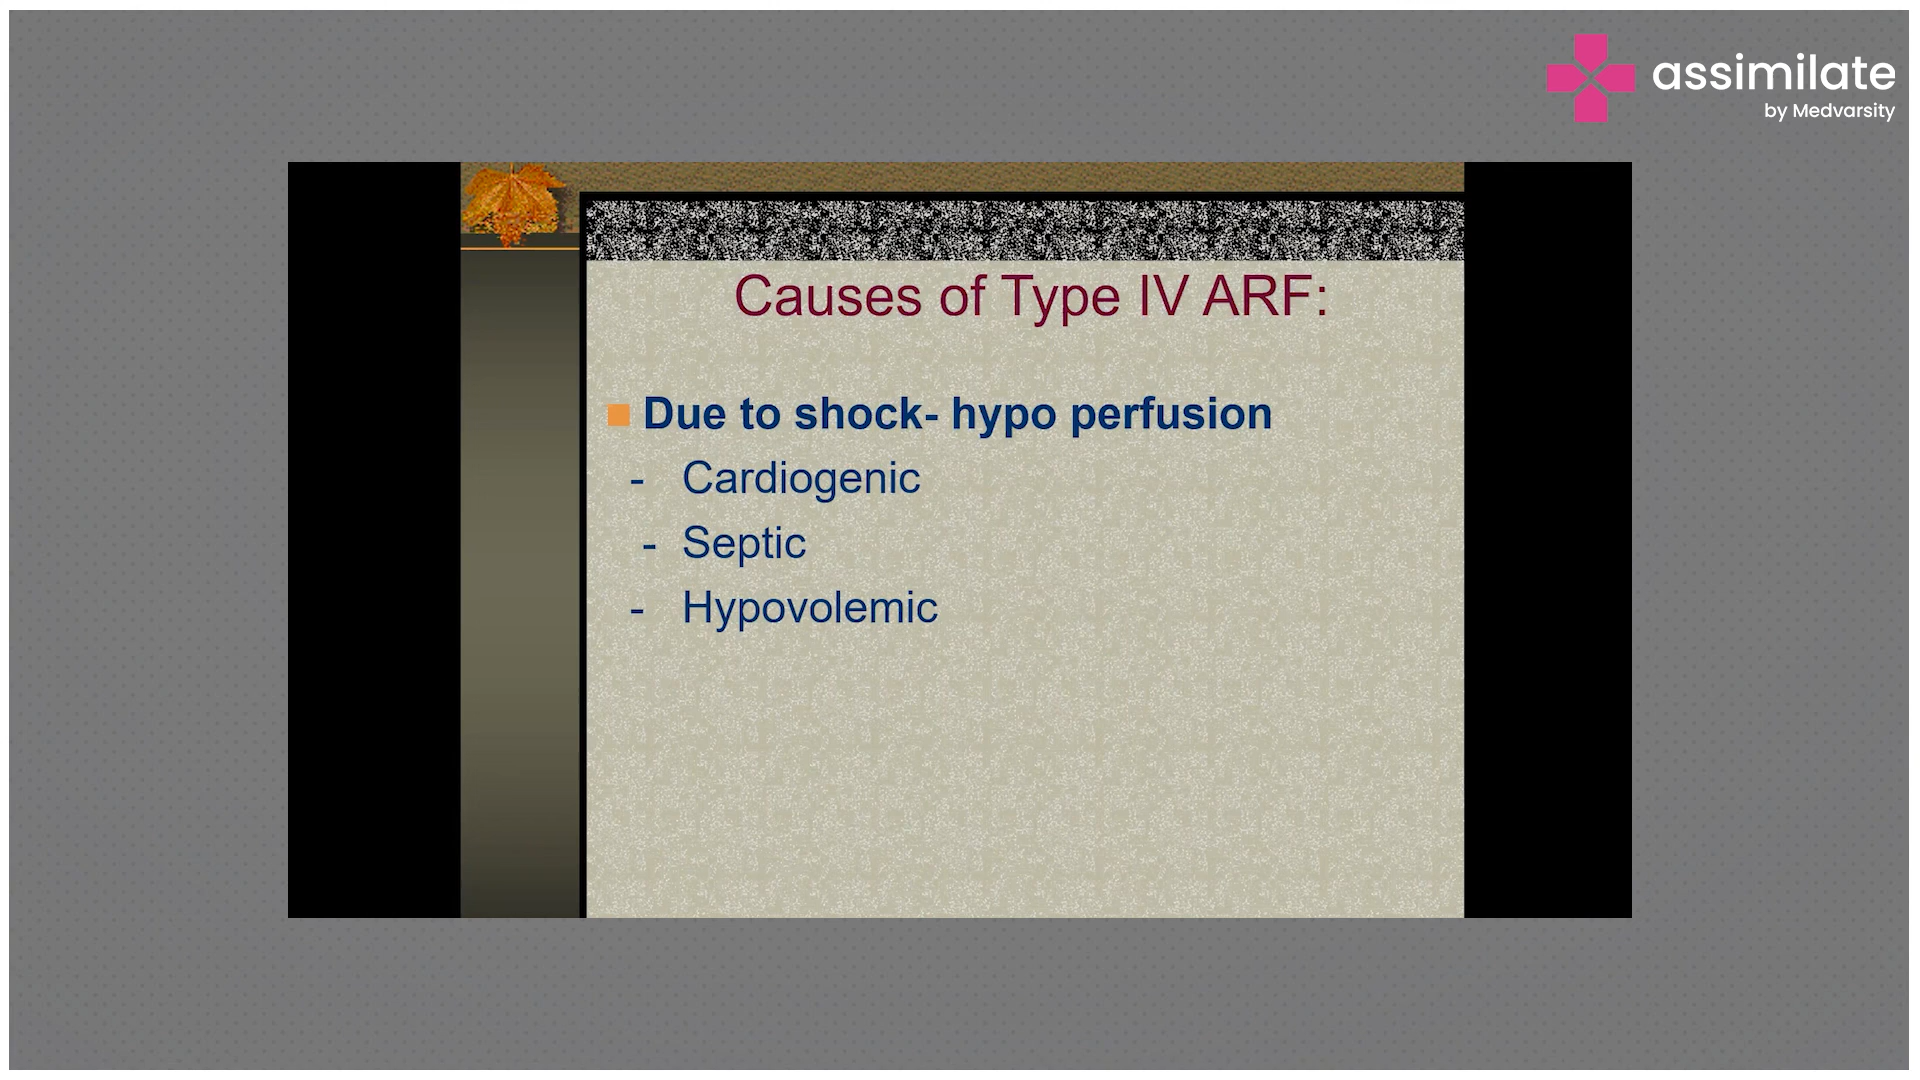 assimilate
by Medvarsity
Causes of Type IV ARF:
Due to shock- hypo perfusion
- Cardiogenic
- Septic
- Hypovolemic